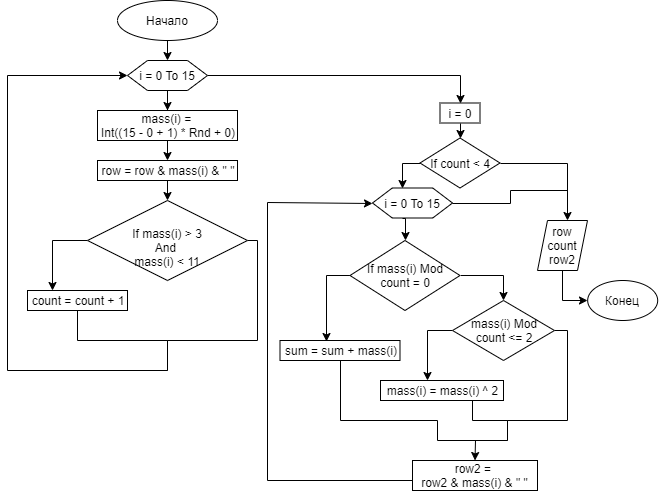 Начало
i = 0 To 15
mass(i) =
Int((15 - 0 + 1) * Rnd + 0)
row = row & mass(i) & " "
If mass(i) > 3
And
mass(i) < 11
count = count + 1
i = 0
If count < 4
i = 0 To 15
If mass(i) Mod
count = 0
sum = sum + mass(i)
mass(i) Mod
count <= 2
mass(i) = mass(i) ^ 2
row2 =
row2 & mass(i) & " "
row
count
row2
Конец